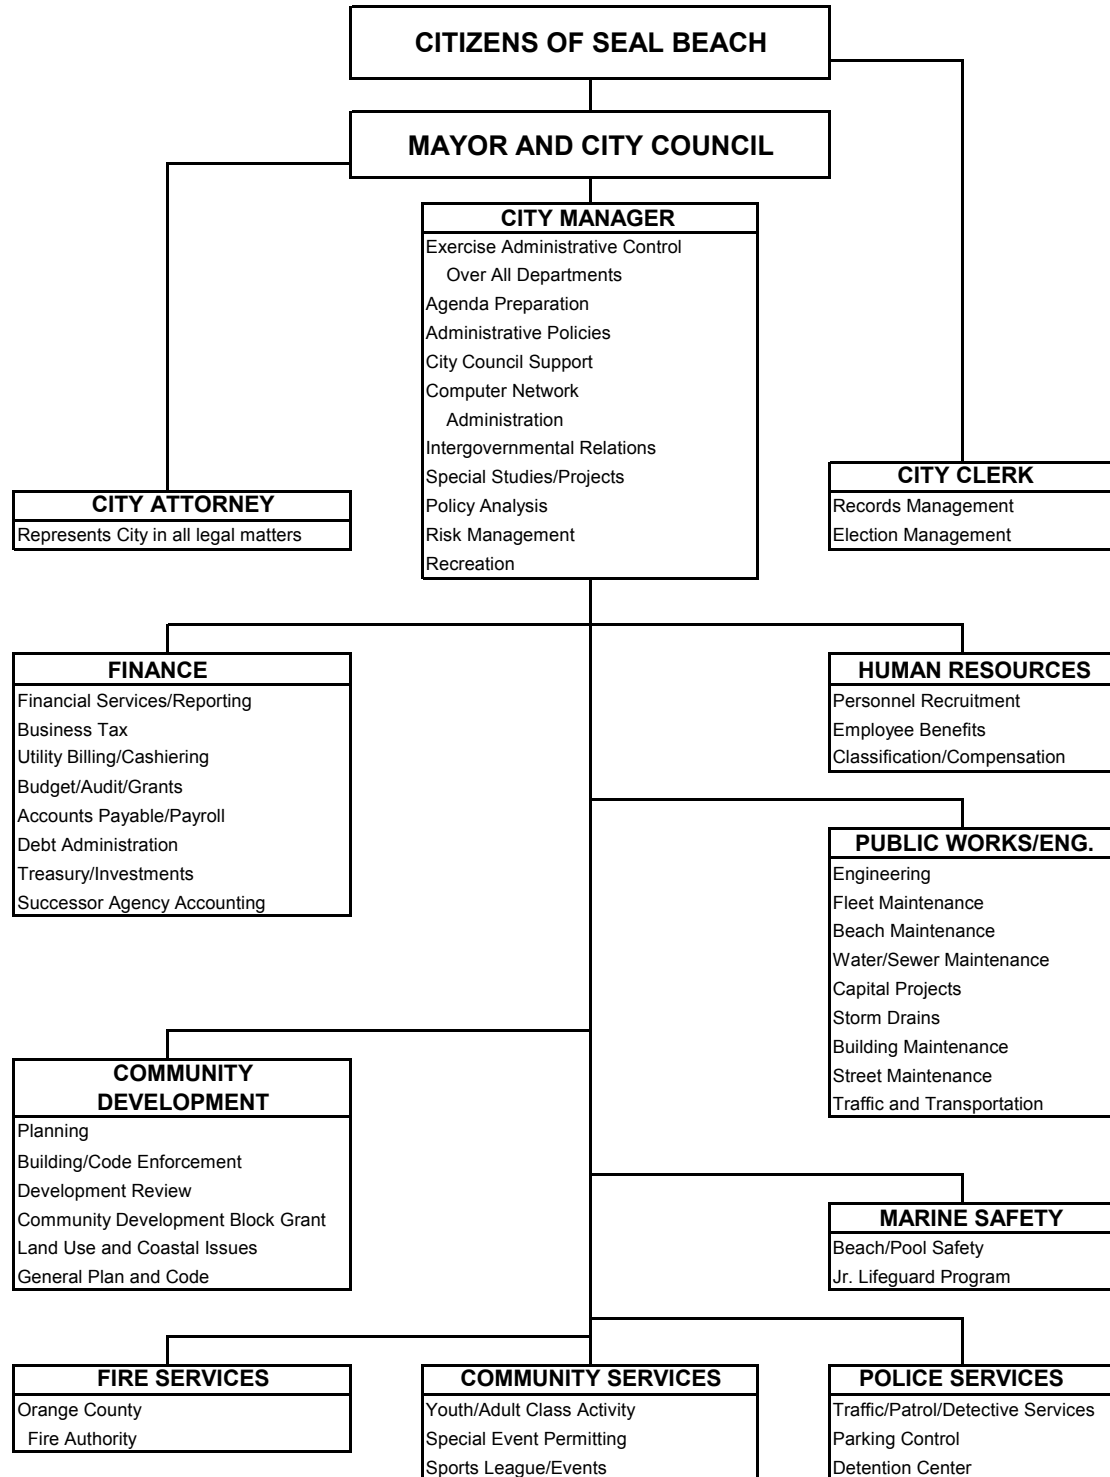 CITIZENS OF SEAL BEACH
MAYOR AND CITY COUNCIL
CITY MANAGER
Exercise Administrative Control
Over All Departments
Agenda Preparation
Administrative Policies
City Council Support
Computer Network
Administration
Intergovernmental Relations
Special Studies/Projects
Policy Analysis
Risk Management
Recreation
CITY ATTORNEY
Represents City in all legal matters
CITY CLERK
Records Management
Election Management
FINANCE
Financial Services/Reporting
Business Tax
Utility Billing/Cashiering
Budget/Audit/Grants
Accounts Payable/Payroll
Debt Administration
Treasury/Investments
Successor Agency Accounting
HUMAN RESOURCES
Personnel Recruitment
Employee Benefits
Classification/Compensation
PUBLIC WORKS/ENG.
Engineering
Fleet Maintenance
Beach Maintenance
Water/Sewer Maintenance
Capital Projects
Storm Drains
Building Maintenance
Street Maintenance
Traffic and Transportation
COMMUNITY
DEVELOPMENT
Planning
Building/Code Enforcement
Development Review
Community Development Block Grant
Land Use and Coastal Issues
General Plan and Code
MARINE SAFETY
Beach/Pool Safety
Jr. Lifeguard Program
FIRE SERVICES
Orange County
Fire Authority
COMMUNITY SERVICES
Youth/Adult Class Activity
Special Event Permitting
Sports League/Events
POLICE SERVICES
Traffic/Patrol/Detective Services
Parking Control
Detention Center